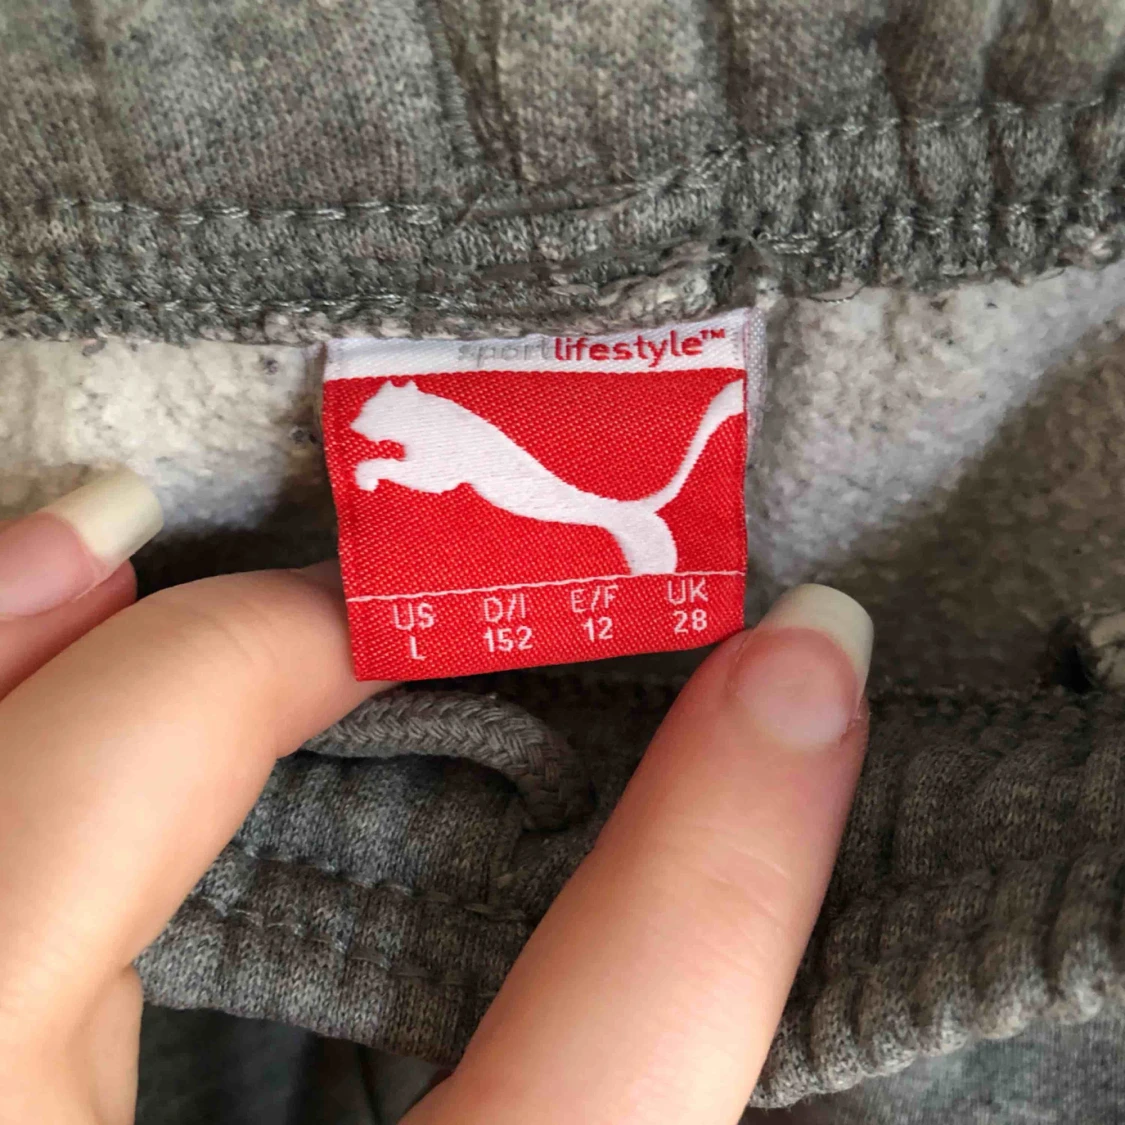 sportlifestyle™
US D/I E/F UK
L 152 12 28